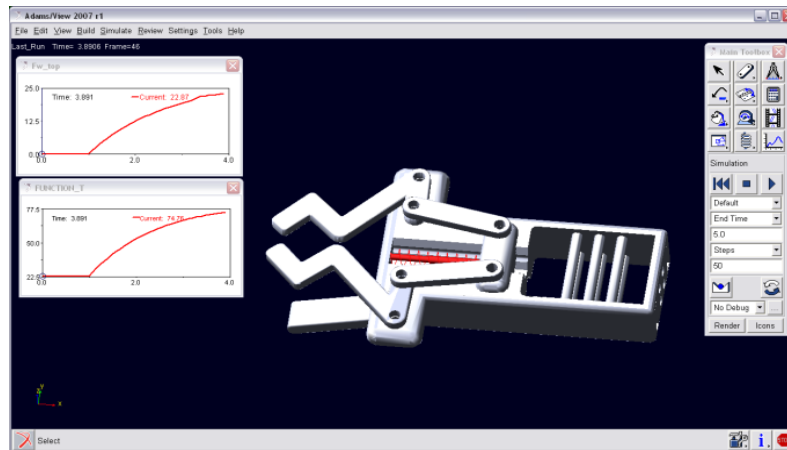 Adams/View 2007 r1
File Edit View Build Simulate Review Settings Tools Help
Last_Run Time= 3.8906 Frame=46
Fw_top
25.0
Time: 3.891
Current: 22.87
12.5
0.0
0.0 2.0 4.0
FUNCTION_T
77.5
Time: 3.891
Current: 74.76
50.0
22.5
0.0 2.0 4.0
Main Toolbox
Simulation
Default
End Time
5.0
Steps
50
No Debug
...
Render Icons
y
x
Select
i
STOP